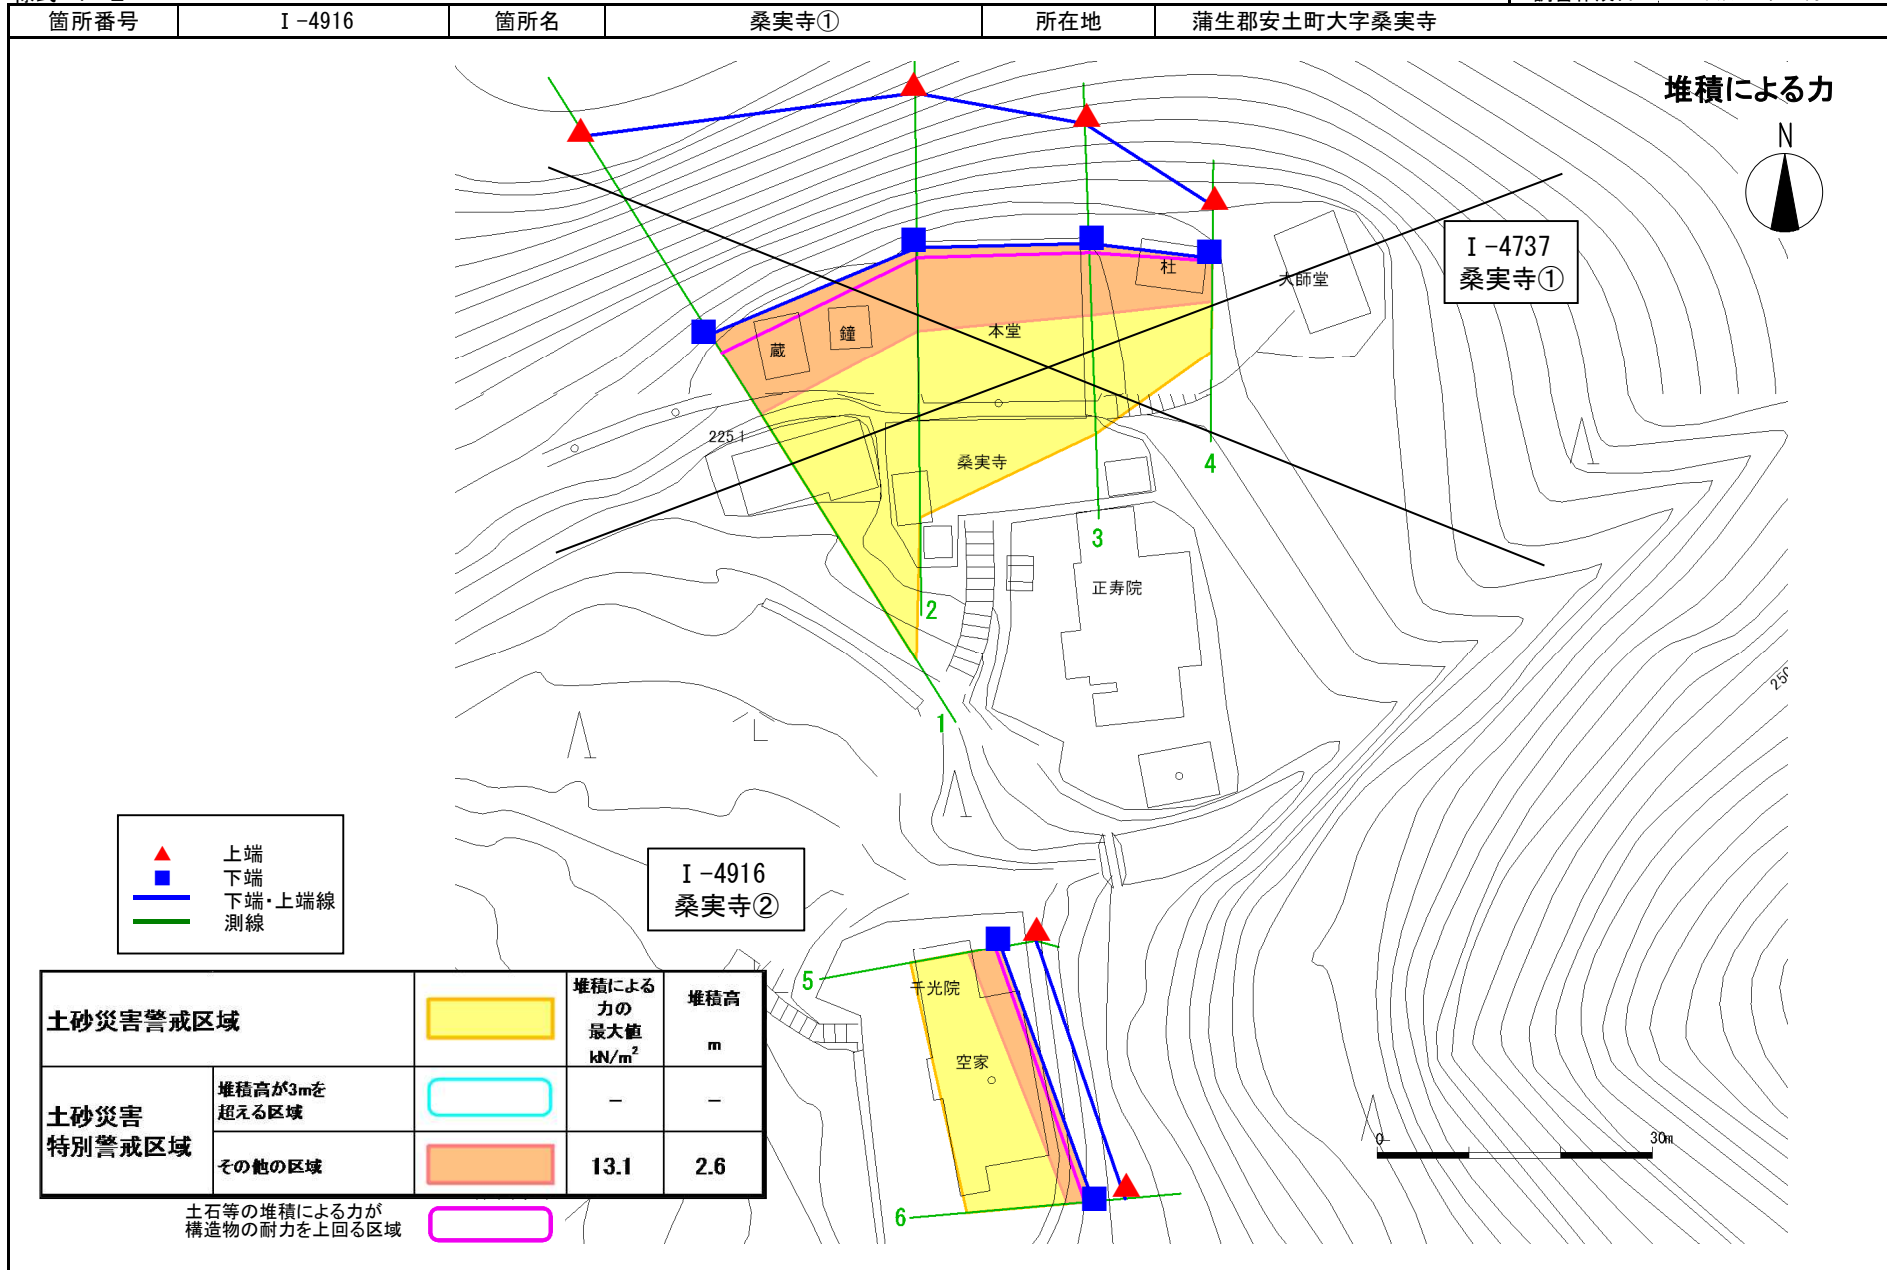 箇所番号 Ⅰ-4916 箇所名 桑実寺① 所在地 蒲生郡安土町大字桑実寺
堆積による力
N
Ⅰ-4737
桑実寺①
杜
大師堂
鐘
蔵
本堂
225.1
桑実寺
4
3
正寿院
2
1
250
上端
下端
下端・上端線
測線
Ⅰ-4916
桑実寺②
5
千光院
空家
6
0 30m
土砂災害警戒区域
堆積による
力の
最大値
kN/m²
堆積高
m
土砂災害
特別警戒区域
堆積高が3mを
超える区域
－ －
その他の区域 13.1 2.6
土石等の堆積による力が
構造物の耐力を上回る区域